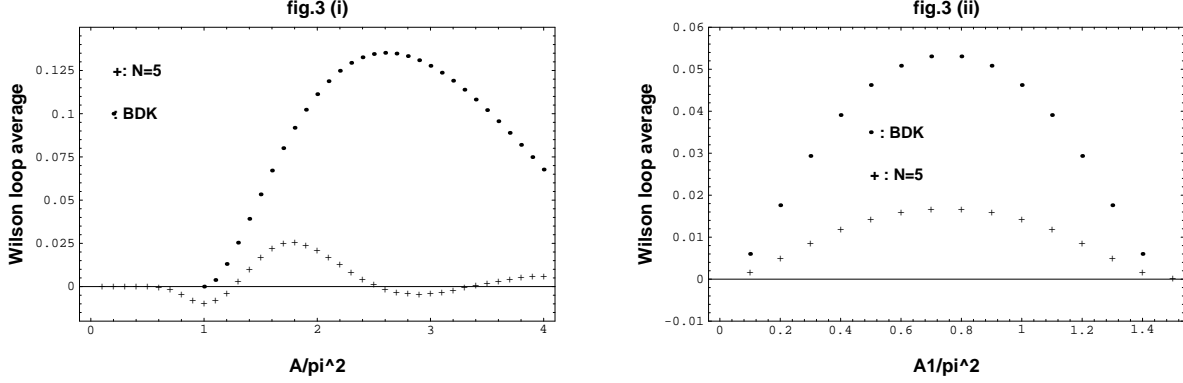 fig.3 (i)
Wilson loop average
0.125
0.1
0.075
0.05
0.025
0
+: N=5
: BDK
0
1
2
3
4
A/pi^2
fig.3 (ii)
Wilson loop average
0.06
0.05
0.04
0.03
0.02
0.01
0
-0.01
: BDK
+ : N=5
0
0.2
0.4
0.6
0.8
1
1.2
1.4
A1/pi^2